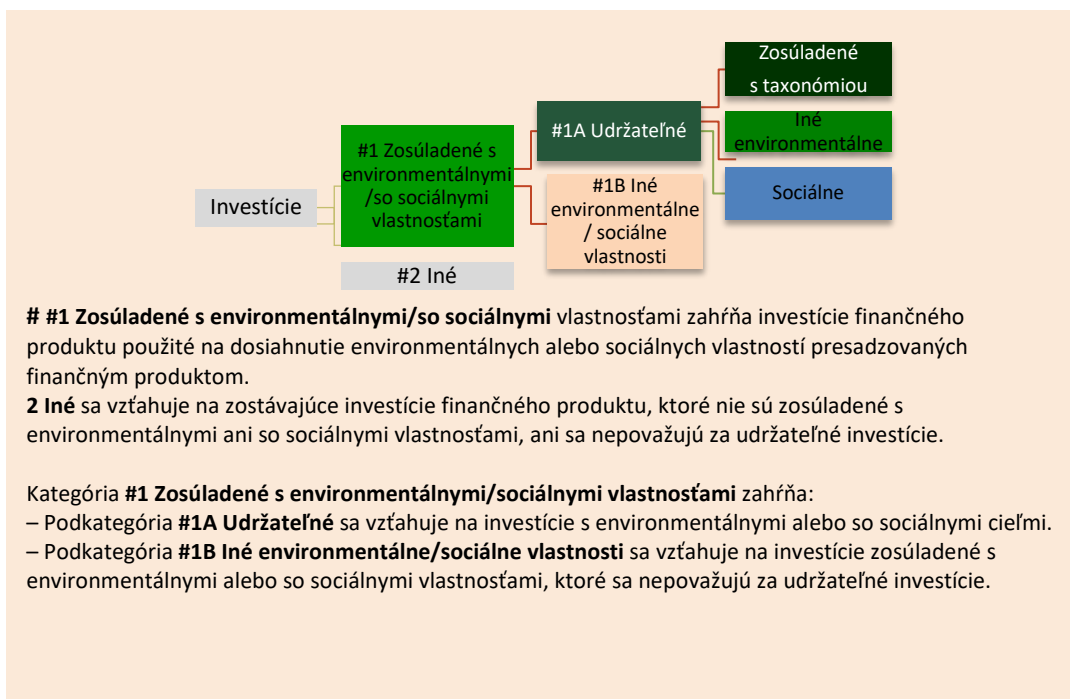 Zosúladené
s taxonómiou
#1A Udržateľné
Iné
environmentálne
#1 Zosúladené s
environmentálnymi
/so sociálnymi
vlastnosťami
Investície
#1B Iné
environmentálne
/ sociálne
vlastnosti
Sociálne
#2 Iné
# #1 Zosúladené s environmentálnymi/so sociálnymi vlastnosťami zahŕňa investície finančného
produktu použité na dosiahnutie environmentálnych alebo sociálnych vlastností presadzovaných
finančným produktom.
2 Iné sa vzťahuje na zostávajúce investície finančného produktu, ktoré nie sú zosúladené s
environmentálnymi ani so sociálnymi vlastnosťami, ani sa nepovažujú za udržateľné investície.
Kategória #1 Zosúladené s environmentálnymi/sociálnymi vlastnosťami zahŕňa:
– Podkategória #1A Udržateľné sa vzťahuje na investície s environmentálnymi alebo so sociálnymi cieľmi.
– Podkategória #1B Iné environmentálne/sociálne vlastnosti sa vzťahuje na investície zosúladené s
environmentálnymi alebo so sociálnymi vlastnosťami, ktoré sa nepovažujú za udržateľné investície.